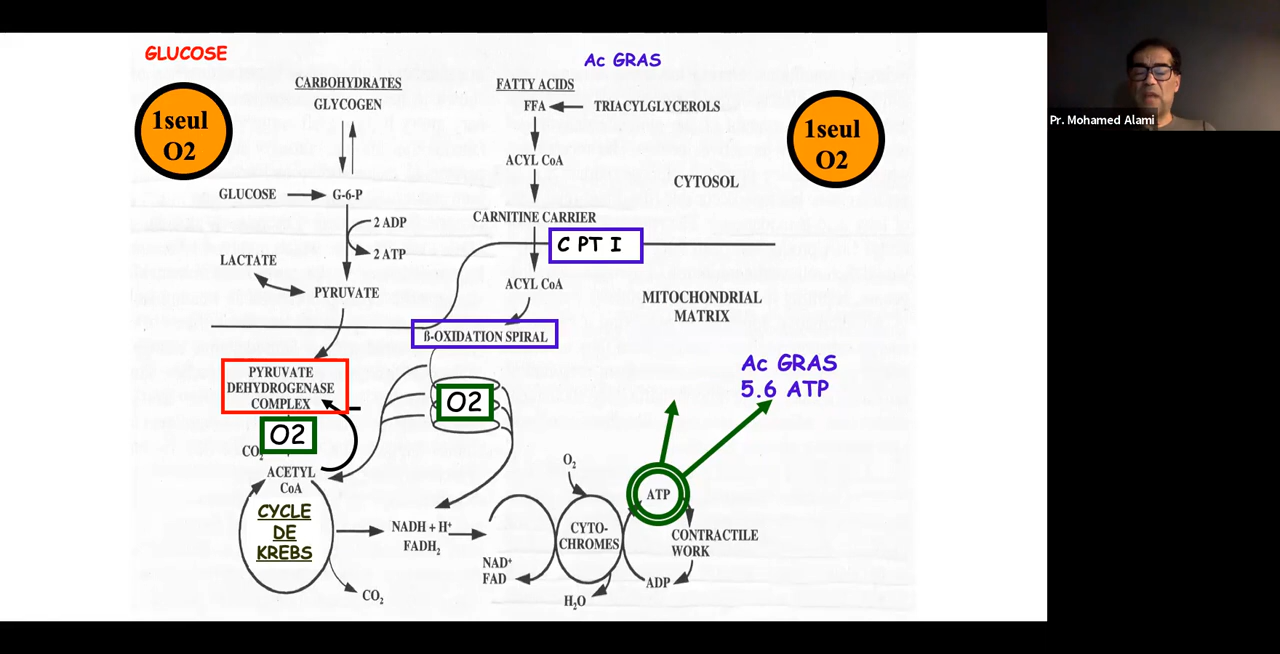 GLUCOSE
Ac GRAS
CARBOHYDRATES
FATTY ACIDS
GLYCOGEN
FFA
TRIACYLGLYCEROLS
1seul
O2
1seul
O2
Pr. Mohamed Alami
ACYL CoA
CYTOSOL
GLUCOSE
G-6-P
CARNITINE CARRIER
2 ADP
C PT I
2 ATP
LACTATE
PYRUVATE
ACYL CoA
MITOCHONDRIAL
MATRIX
ß-OXIDATION SPIRAL
PYRUVATE
DEHYDROGENASE
COMPLEX
Ac GRAS
5.6 ATP
O2
O2
CO2
ACETYL
CoA
CYCLE
DE
KREBS
NADH + H+
FADH2
O2
CYTO-
CHROMES
ATP
CONTRACTILE
WORK
NAD+
FAD
ADP
CO2
H2O